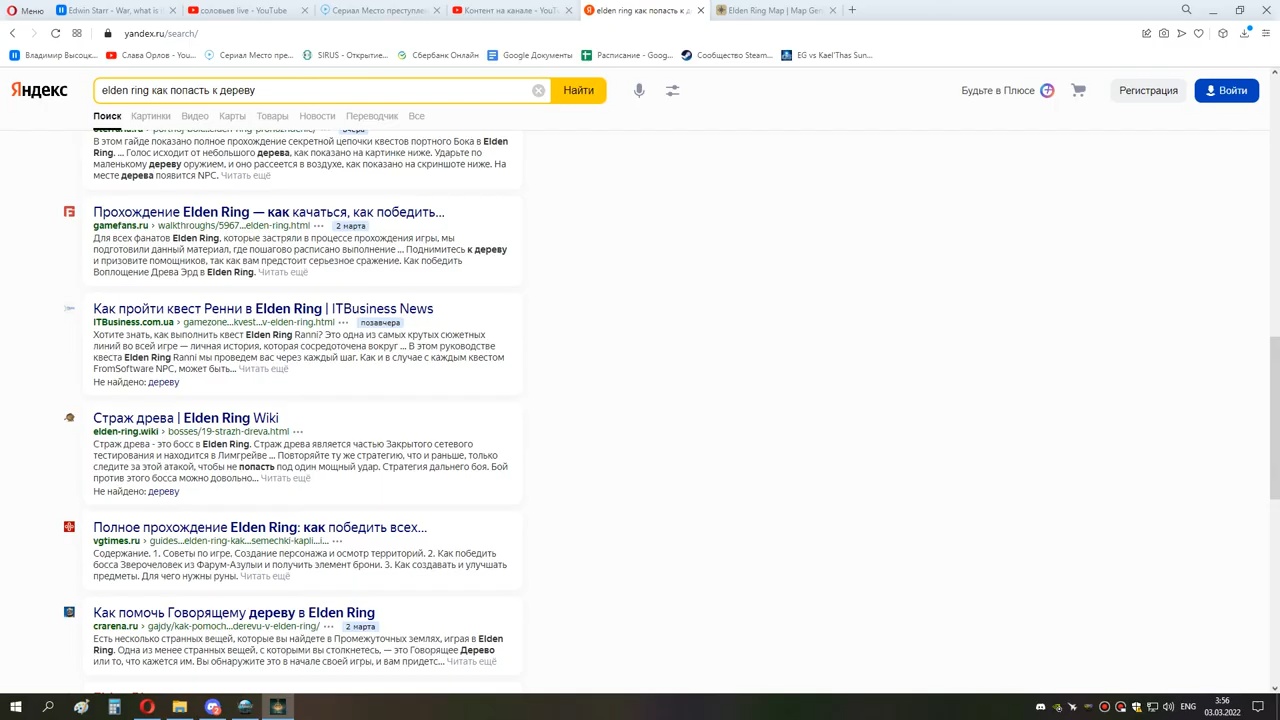 Меню
Edwin Starr - War, what is i
соловьев live - YouTube
Сериал Место преступлен
Контент на канале - YouTu
elden ring как попасть к д
Elden Ring Map | Map Gen
yandex.ru/search/
Владимир Высоцк...
Слава Орлов - You...
Сериал Место пре...
SIRUS - Открытие...
Сбербанк Онлайн
Google Документы
Расписание - Goog...
Сообщество Steam...
EG vs Kael'Thas Sun...
Яндекс
elden ring как попасть к дереву
Найти
Будьте в Плюсе
Регистрация
Войти
Поиск Картинки Видео Карты Товары Новости Переводчик Все
В этом гайде показано полное прохождение секретной цепочки квестов портного Бока в Elden
Ring. ... Голос исходит от небольшого дерева, как показано на картинке ниже. Ударьте по
маленькому дереву оружием, и оно рассеется в воздухе, как показано на скриншоте ниже. На
месте дерева появится NPC. Читать ещё
Прохождение Elden Ring — как качаться, как победить...
gamefans.ru › walkthroughs/5967...elden-ring.html ··· 2 марта
Для всех фанатов Elden Ring, которые застряли в процессе прохождения игры, мы
подготовили данный материал, где пошагово расписано выполнение ... Поднимитесь к дереву
и призовите помощников, так как вам предстоит серьезное сражение. Как победить
Воплощение Древа Эрд в Elden Ring. Читать ещё
Как пройти квест Ренни в Elden Ring | ITBusiness News
ITBusiness.com.ua › gamezone...kvest...v-elden-ring.html ··· позавчера
Хотите знать, как выполнить квест Elden Ring Ranni? Это одна из самых крутых сюжетных
линий во всей игре — личная история, которая сосредоточена вокруг ... В этом руководстве
квеста Elden Ring Ranni мы проведем вас через каждый шаг. Как и в случае с каждым квестом
FromSoftware NPC, может быть... Читать ещё
Не найдено: дереву
Страж древа | Elden Ring Wiki
elden-ring.wiki › bosses/19-strazh-dreva.html ···
Страж древа - это босс в Elden Ring. Страж древа является частью Закрытого сетевого
тестирования и находится в Лимгрейве ... Повторяйте ту же стратегию, что и раньше, только
следите за этой атакой, чтобы не попасть под один мощный удар. Стратегия дальнего боя. Бой
против этого босса можно довольно... Читать ещё
Не найдено: дереву
Полное прохождение Elden Ring: как победить всех...
vgtimes.ru › guides...elden-ring-kak...semechki-kapli...i... ···
Содержание. 1. Советы по игре. Создание персонажа и осмотр территорий. 2. Как победить
босса Зверочеловек из Фарум-Азулы и получить элемент брони. 3. Как создавать и улучшать
предметы. Для чего нужны руны. Читать ещё
Как помочь Говорящему дереву в Elden Ring
crarena.ru › gajdy/kak-pomoch...derevu-v-elden-ring/ ··· 2 марта
Есть несколько странных вещей, которые вы найдете в Промежуточных землях, играя в Elden
Ring. Одна из менее странных вещей, с которыми вы столкнетесь, — это Говорящее Дерево
или то, что кажется им. Вы обнаружите это в начале своей игры, и вам придетс... Читать ещё
ENG
3:56
03.03.2022